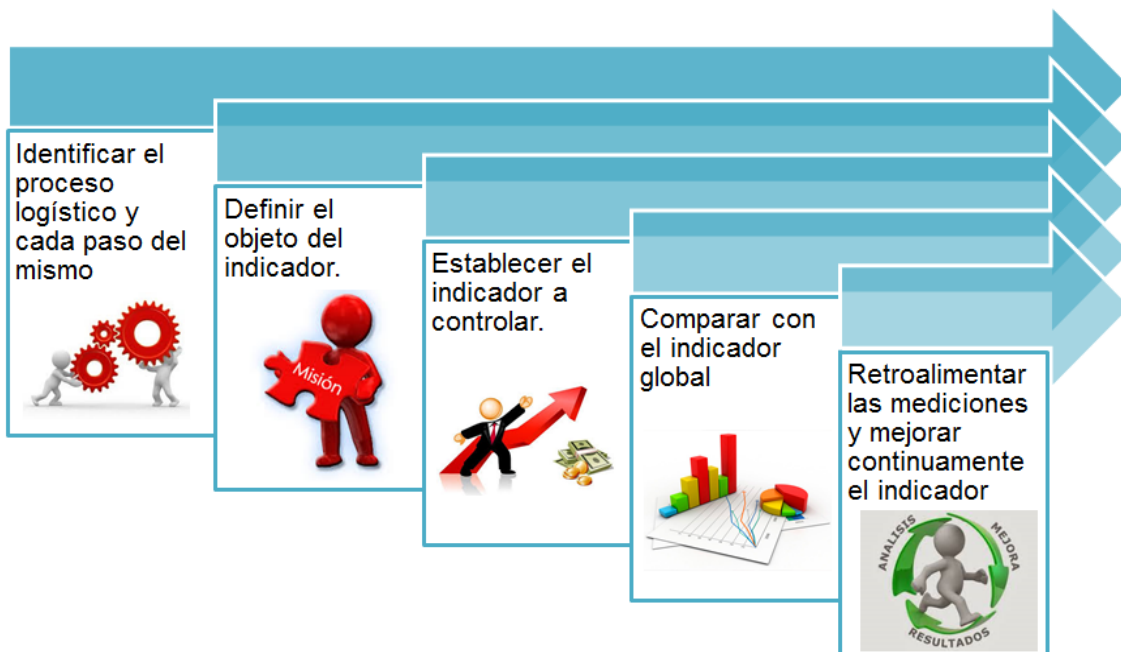 Identificar el
proceso
logístico y
cada paso del
mismo
Definir el
objeto del
indicador.
Misión
Establecer el
indicador a
controlar.
Comparar con
el indicador
global
Retroalimentar
las mediciones
y mejorar
continuamente
el indicador
ANALISIS
MEJORA
RESULTADOS